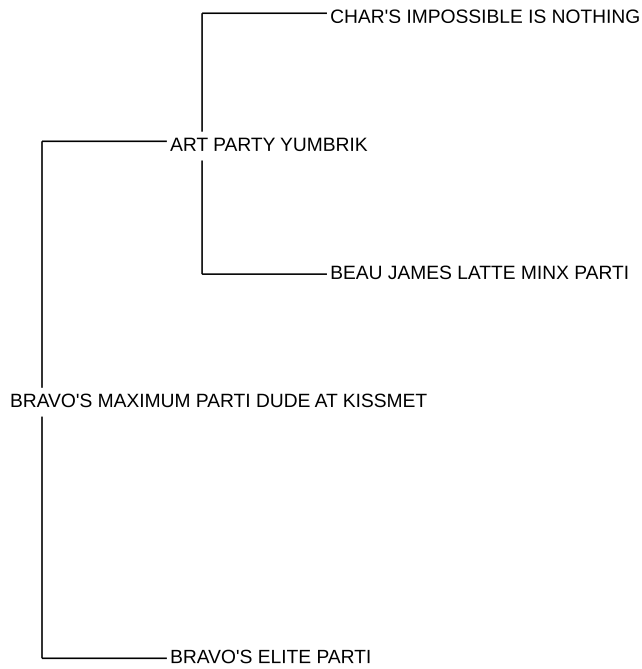 CHAR'S IMPOSSIBLE IS NOTHING
ART PARTY YUMBRIK
BEAU JAMES LATTE MINX PARTI
BRAVO'S MAXIMUM PARTI DUDE AT KISSMET
BRAVO'S ELITE PARTI